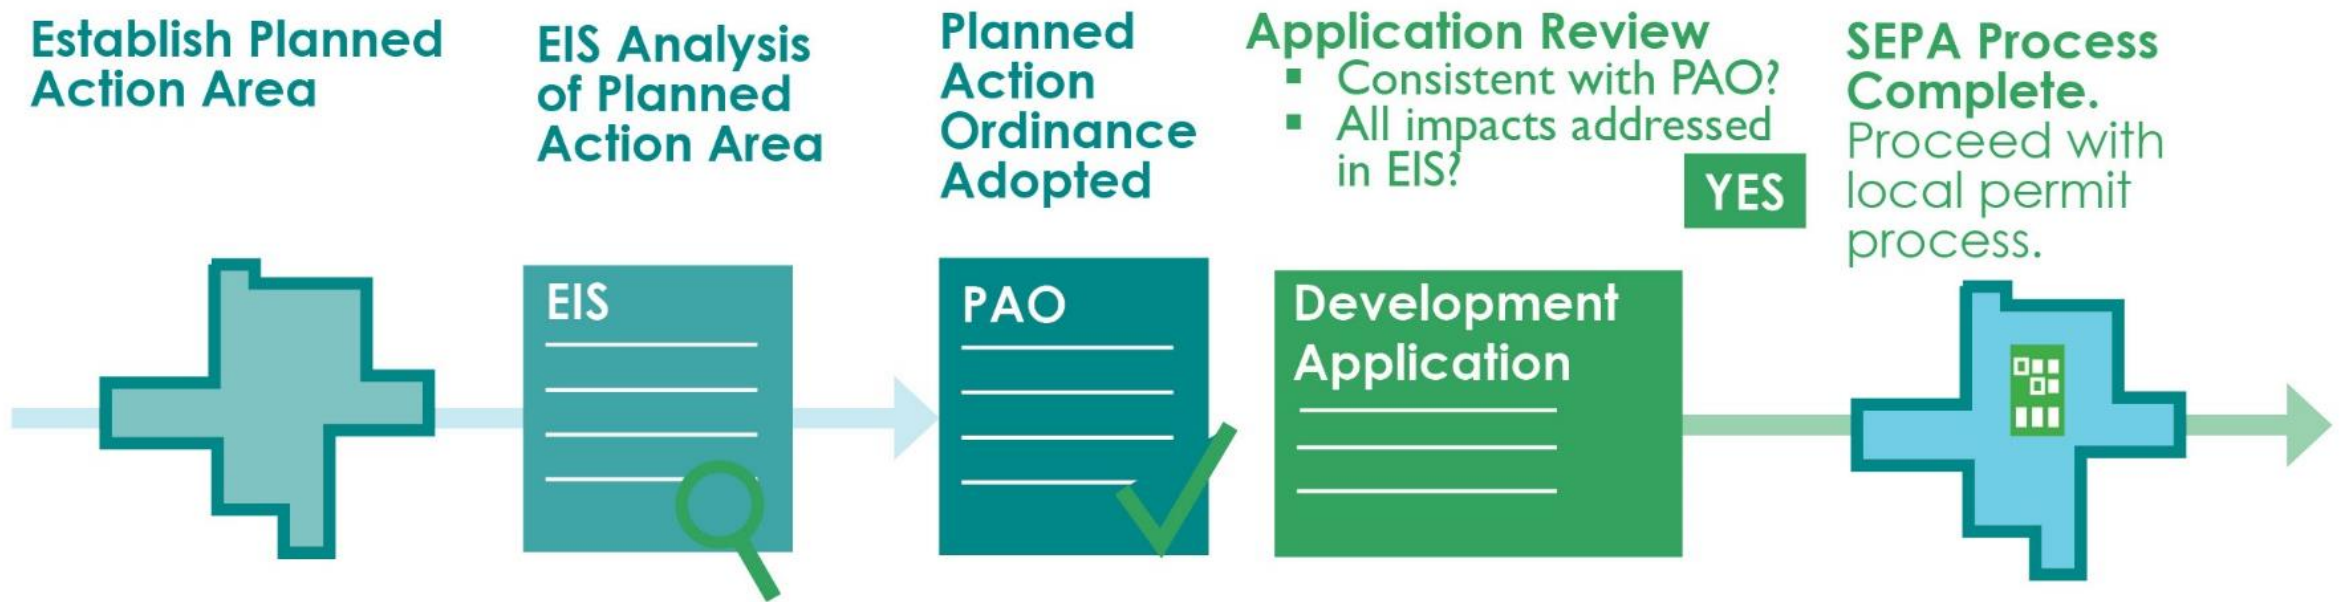 Establish Planned
Action Area
EIS Analysis
of Planned
Action Area
Planned
Action
Ordinance
Adopted
Application Review
▪ Consistent with PAO?
▪ All impacts addressed
in EIS?
YES
SEPA Process
Complete.
Proceed with
local permit
process.
EIS
PAO
Development
Application